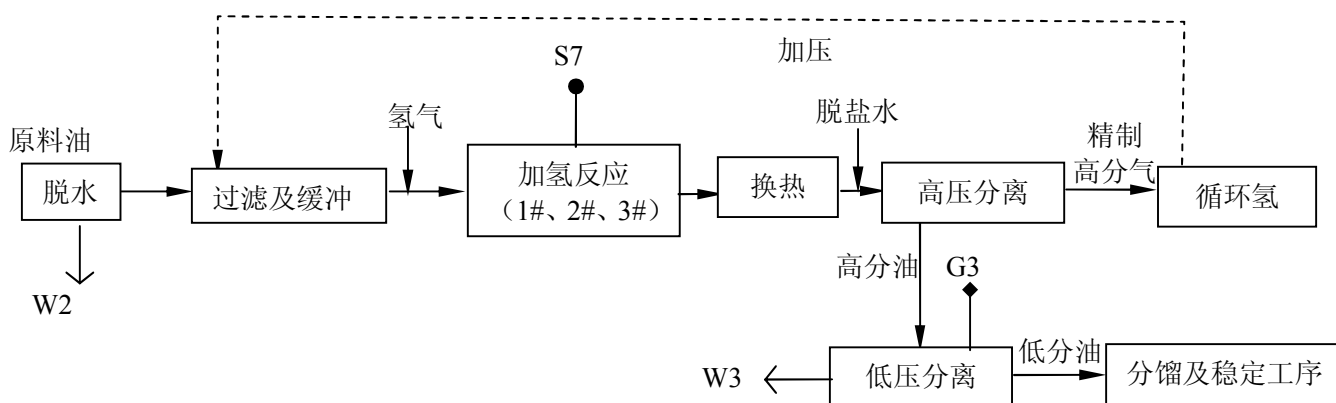 加压
S7
氢气
脱盐水
精制
高分气
原料油
脱水
过滤及缓冲
加氢反应
（1#、2#、3#）
换热
高压分离
循环氢
W2
高分油
G3
W3
低压分离
低分油
分馏及稳定工序